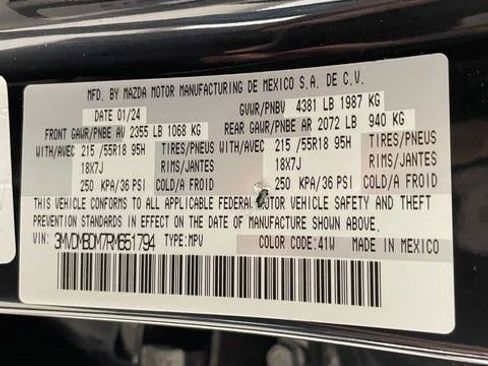 MFD. BY MAZDA MOTOR MANUFACTURING DE MEXICO S.A. DE C.V.
DATE 01/24 GVWR/PNBV 4381 LB 1987 KG
FRONT GAWR/PNBE AV 2355 LB 1068 KG REAR GAWR/PNBE AR 2072 LB 940 KG
WITH/AVEC 215 /55R18 95H TIRES/PNEUS WITH/AVEC 215 /55R18 95H TIRES/PNEUS
18X7J RIMS/JANTES 18X7J RIMS/JANTES
250 KPA/36 PSI COLD/A FROID 250 KPA/36 PSI COLD/A FROID
THIS VEHICLE CONFORMS TO ALL APPLICABLE FEDERAL MOTOR VEHICLE SAFETY AND THEFT
PREVENTION STANDARDS IN EFFECT ON THE DATE OF MANUFACTURE SHOWN ABOVE.
VIN: 3MVDMBDM7RM651794 TYPE: MPV COLOR CODE: 41W MADE IN MEXICO